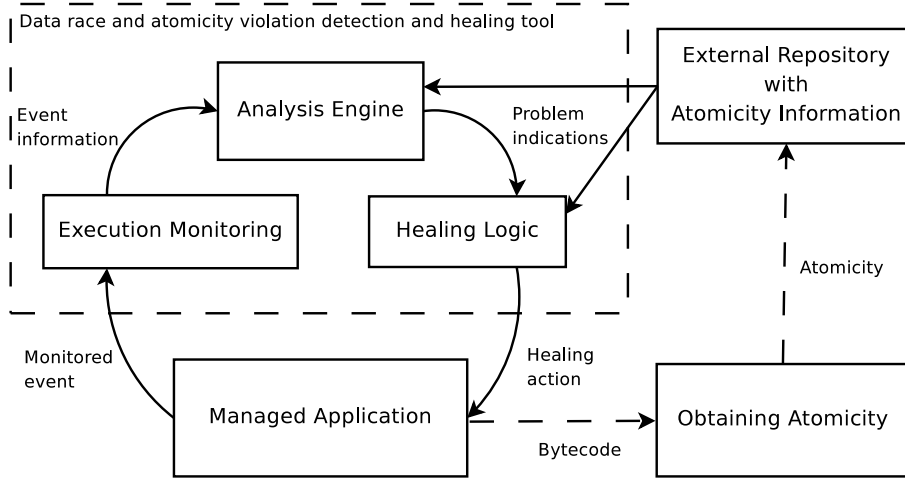 Data race and atomicity violation detection and healing tool
External Repository
with
Atomicity Information
Analysis Engine
Event
information
Problem
indications
Execution Monitoring
Healing Logic
Atomicity
Monitored
event
Healing
action
Managed Application
Obtaining Atomicity
Bytecode